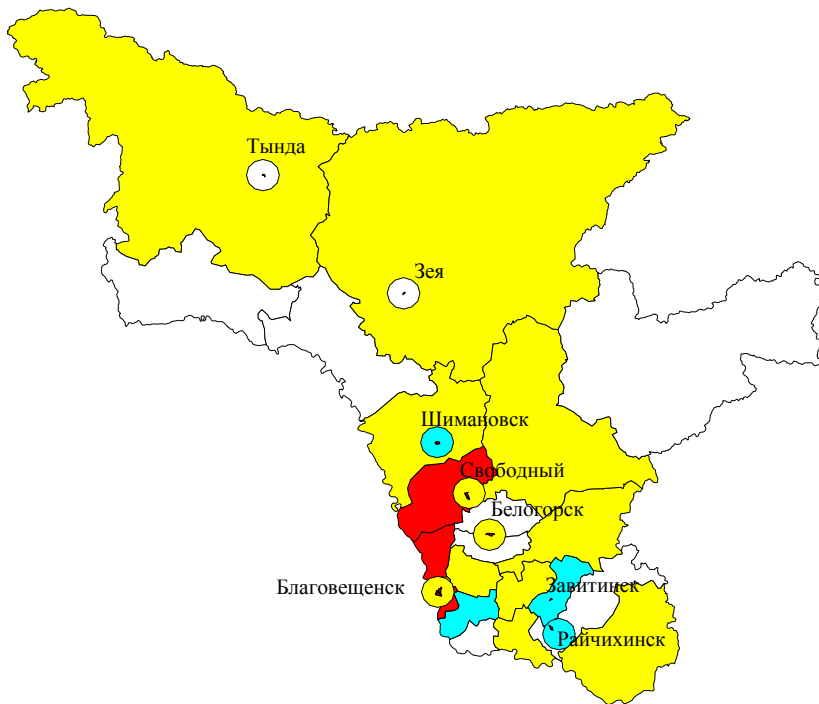 Тында
Зея
Шимановск
Свободный
Белогорск
Благовещенск
Завитинск
Райчихинск